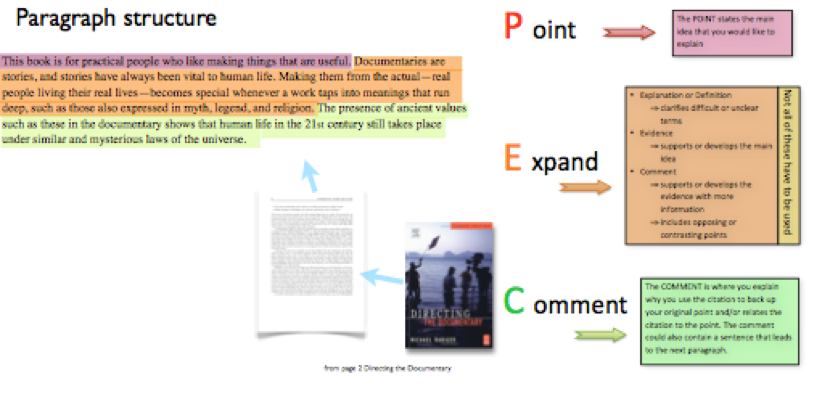 Paragraph structure
This book is for practical people who like making things that are useful. Documentaries are
stories, and stories have always been vital to human life. Making them from the actual—real
people living their real lives—becomes special whenever a work taps into meanings that run
deep, such as those also expressed in myth, legend, and religion. The presence of ancient values
such as these in the documentary shows that human life in the 21st century still takes place
under similar and mysterious laws of the universe.
DIRECTING
THE DOCUMENTARY
MICHAEL RABIGER
from page 2 Directing the Documentary
Point
The POINT states the main
idea that you would like to
explain
Expand
• Explanation or Definition
⇒ clarifies difficult or unclear
terms
• Evidence
⇒ supports or develops the main
idea
• Comment
⇒ supports or develops the
evidence with more
information
⇒ includes opposing or
contrasting points
Not all of these have to be used
Comment
The COMMENT is where you explain
why you use the citation to back up
your original point and/or relates the
citation to the point. The comment
could also contain a sentence that leads
to the next paragraph.